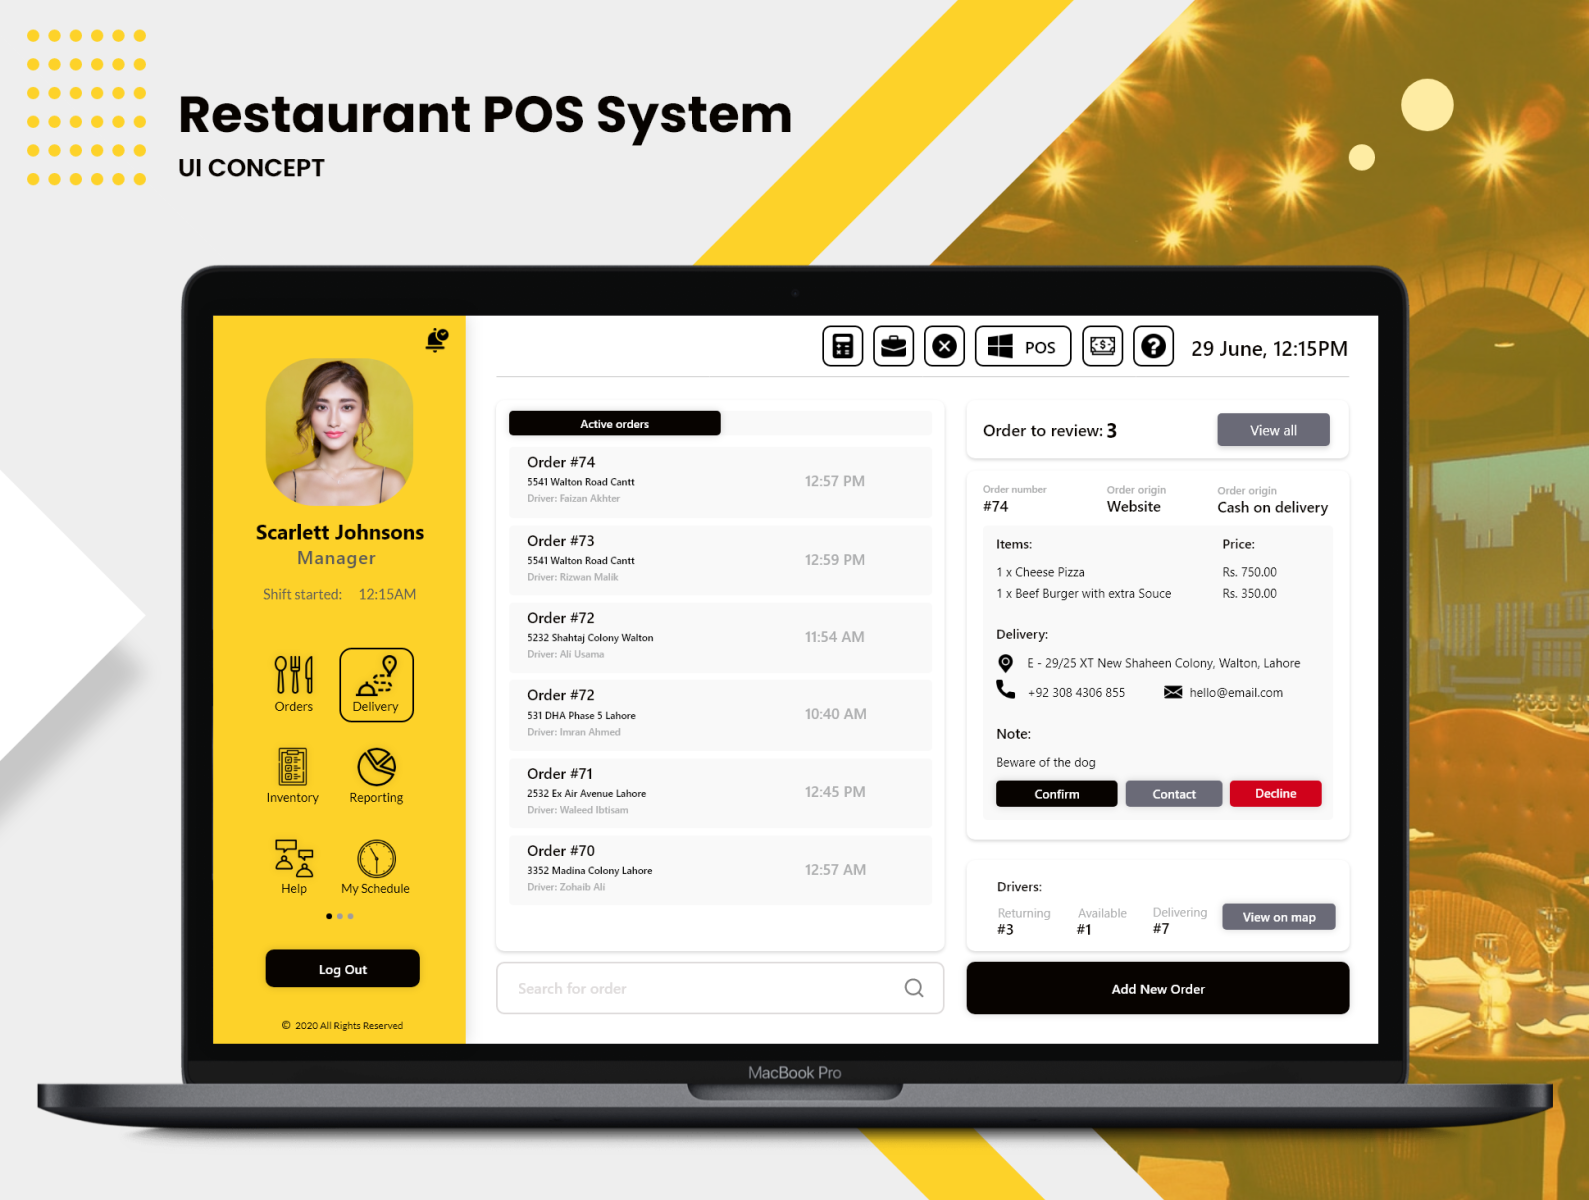 Restaurant POS System
UI CONCEPT
POS
29 June, 12:15PM
Scarlett Johnsons
Manager
Shift started: 12:15AM
Orders
Delivery
Inventory
Reporting
Help
My Schedule
Log Out
© 2020 All Rights Reserved
Active orders
Order #74
5541 Walton Road Cantt
Driver: Faizan Akhter
12:57 PM
Order #73
5541 Walton Road Cantt
Driver: Rizwan Malik
12:59 PM
Order #72
5232 Shahtaj Colony Walton
Driver: Ali Usama
11:54 AM
Order #72
531 DHA Phase 5 Lahore
Driver: Imran Ahmed
10:40 AM
Order #71
2532 Ex Air Avenue Lahore
Driver: Waleed Ibtisam
12:45 PM
Order #70
3352 Madina Colony Lahore
Driver: Zohaib Ali
12:57 AM
Search for order
Order to review: 3
View all
Order number
#74
Order origin
Website
Order origin
Cash on delivery
Items: Price:
1 x Cheese Pizza Rs. 750.00
1 x Beef Burger with extra Souce Rs. 350.00
Delivery:
E - 29/25 XT New Shaheen Colony, Walton, Lahore
+92 308 4306 855 hello@email.com
Note:
Beware of the dog
Confirm Contact Decline
Drivers:
Returning
#3
Available
#1
Delivering
#7
View on map
Add New Order
MacBook Pro